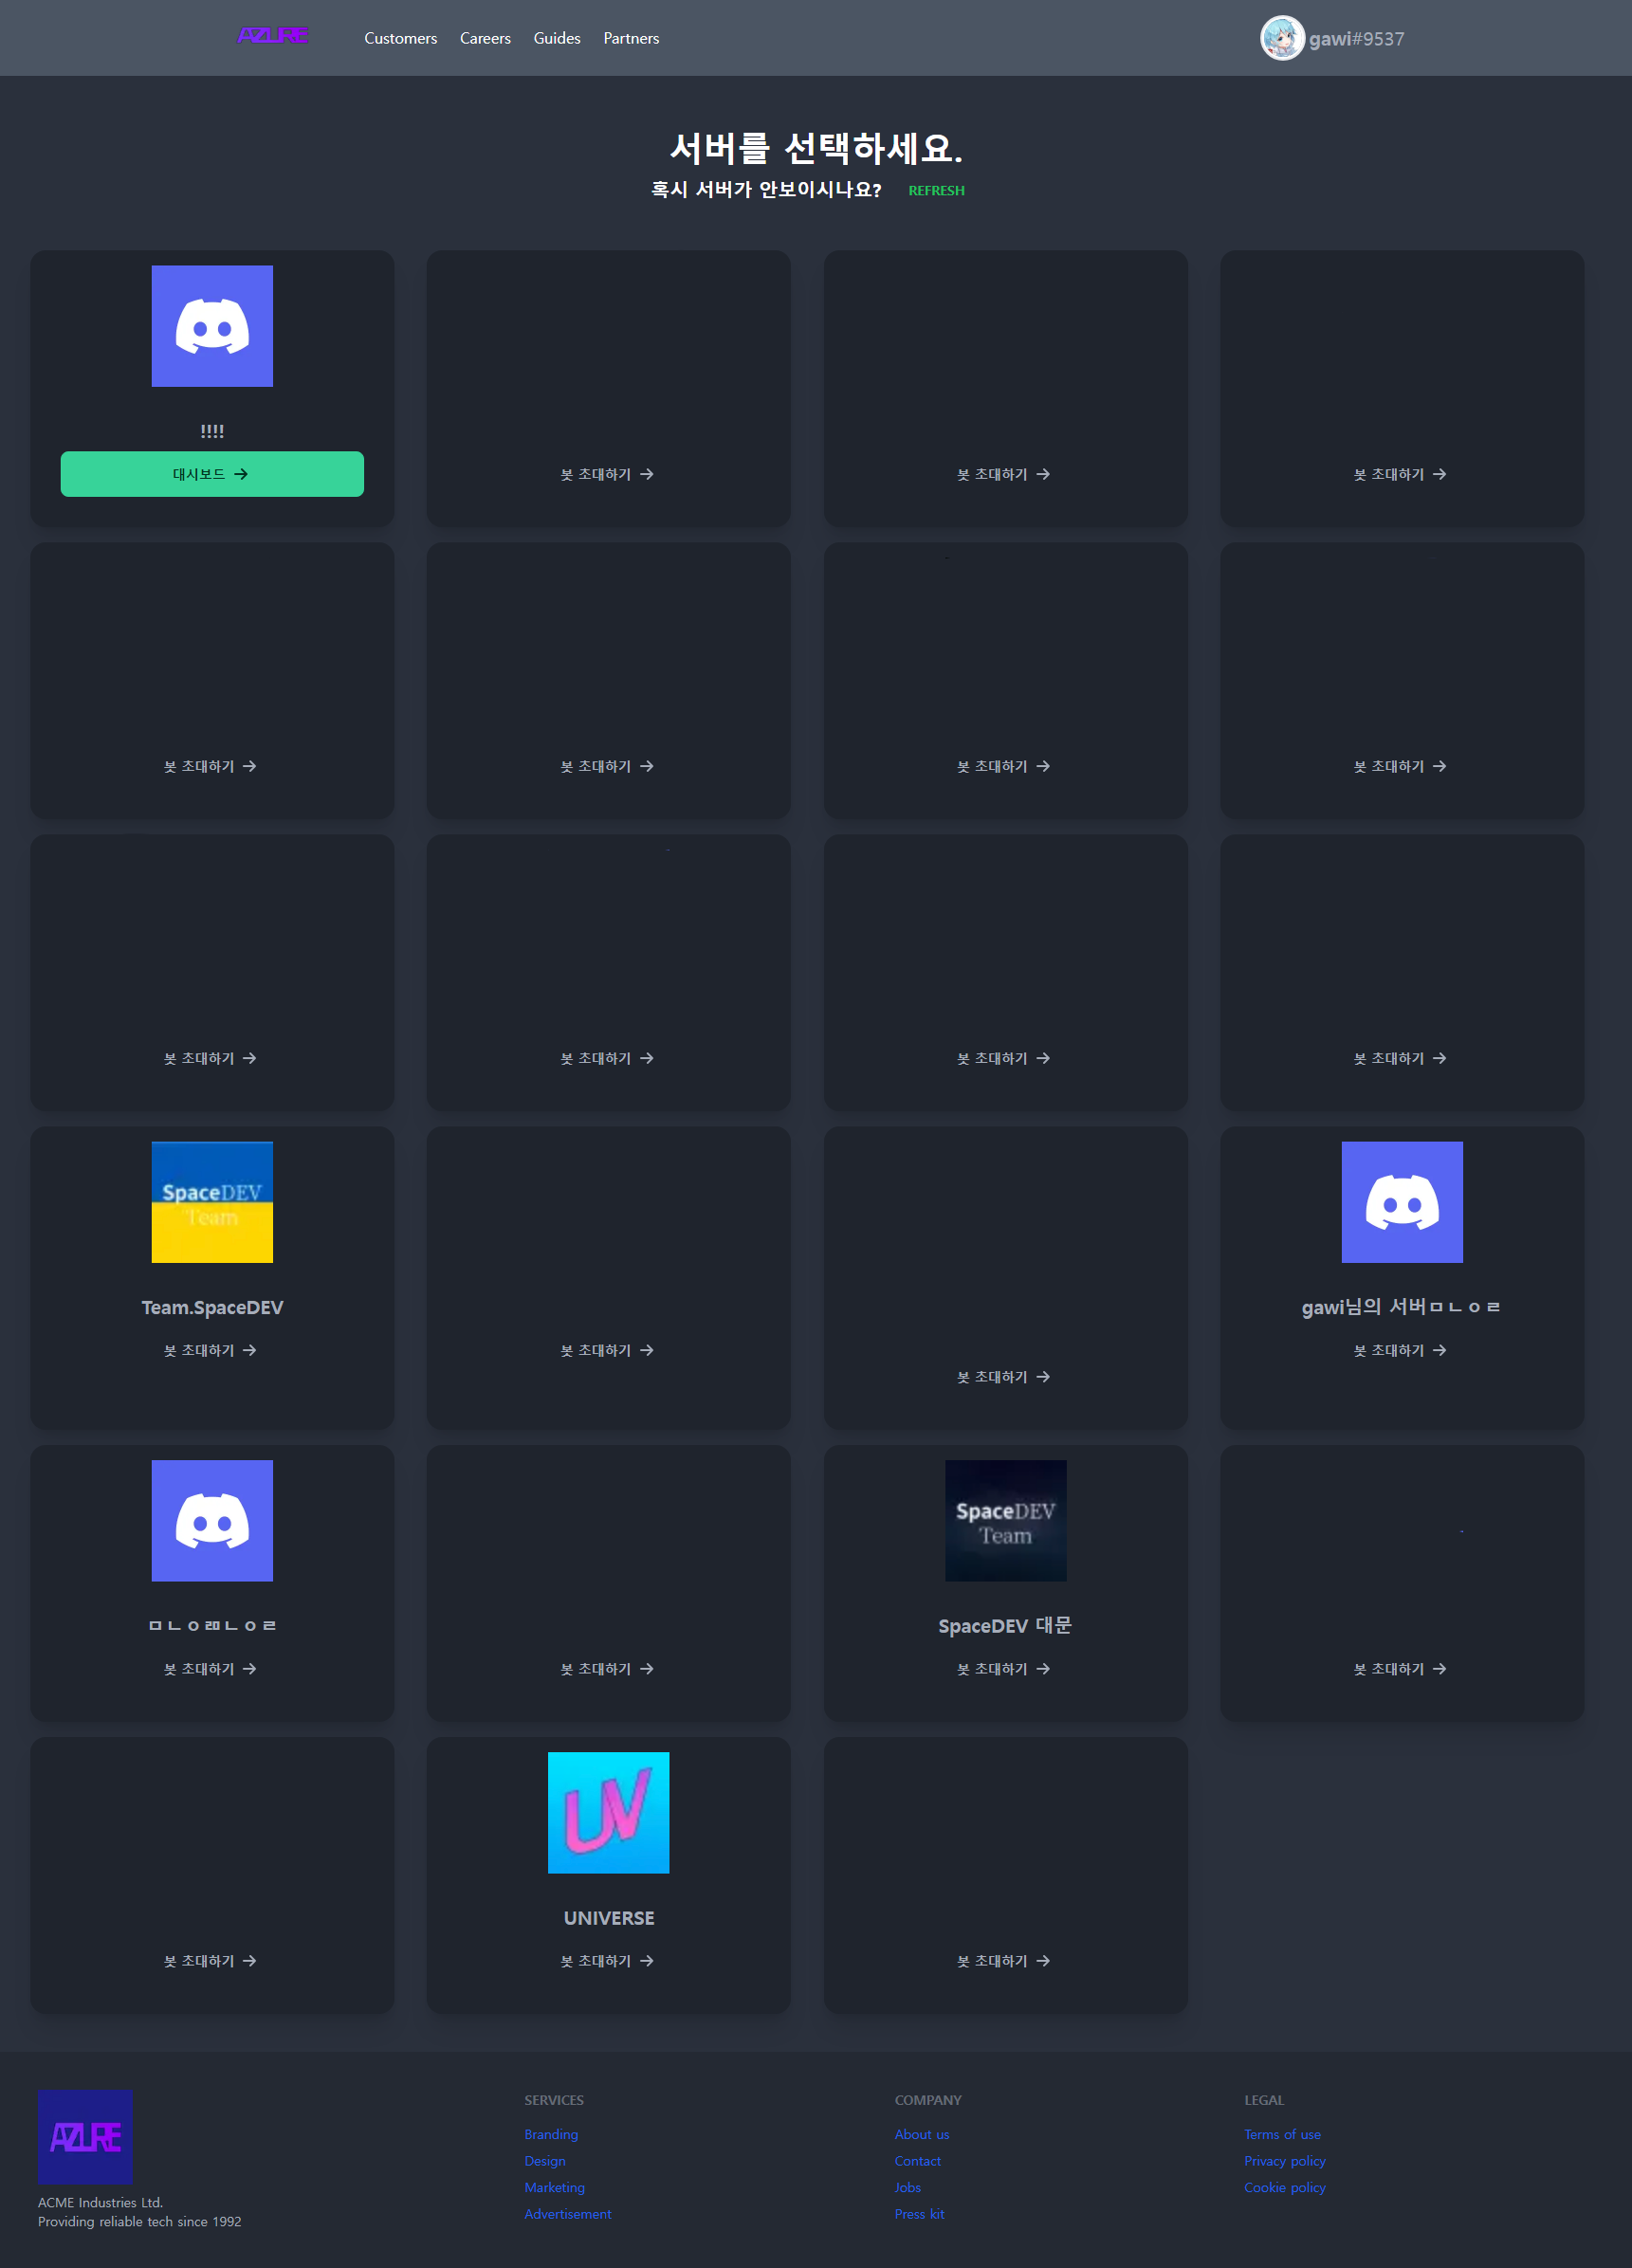 AZURE
Customers Careers Guides Partners
gawi#9537
서버를 선택하세요.
혹시 서버가 안보이시나요? REFRESH
!!!!
대시보드 →
봇 초대하기 →
봇 초대하기 →
봇 초대하기 →
봇 초대하기 →
봇 초대하기 →
봇 초대하기 →
봇 초대하기 →
봇 초대하기 →
봇 초대하기 →
봇 초대하기 →
봇 초대하기 →
SpaceDEV
Team
Team.SpaceDEV
봇 초대하기 →
봇 초대하기 →
봇 초대하기 →
gawi님의 서버ㅁㄴㅇㄹ
봇 초대하기 →
ㅁㄴㅇㄻㄴㅇㄹ
봇 초대하기 →
봇 초대하기 →
SpaceDEV
Team
SpaceDEV 대문
봇 초대하기 →
봇 초대하기 →
봇 초대하기 →
UV
UNIVERSE
봇 초대하기 →
봇 초대하기 →
AZURE
ACME Industries Ltd.
Providing reliable tech since 1992
SERVICES
Branding
Design
Marketing
Advertisement
COMPANY
About us
Contact
Jobs
Press kit
LEGAL
Terms of use
Privacy policy
Cookie policy